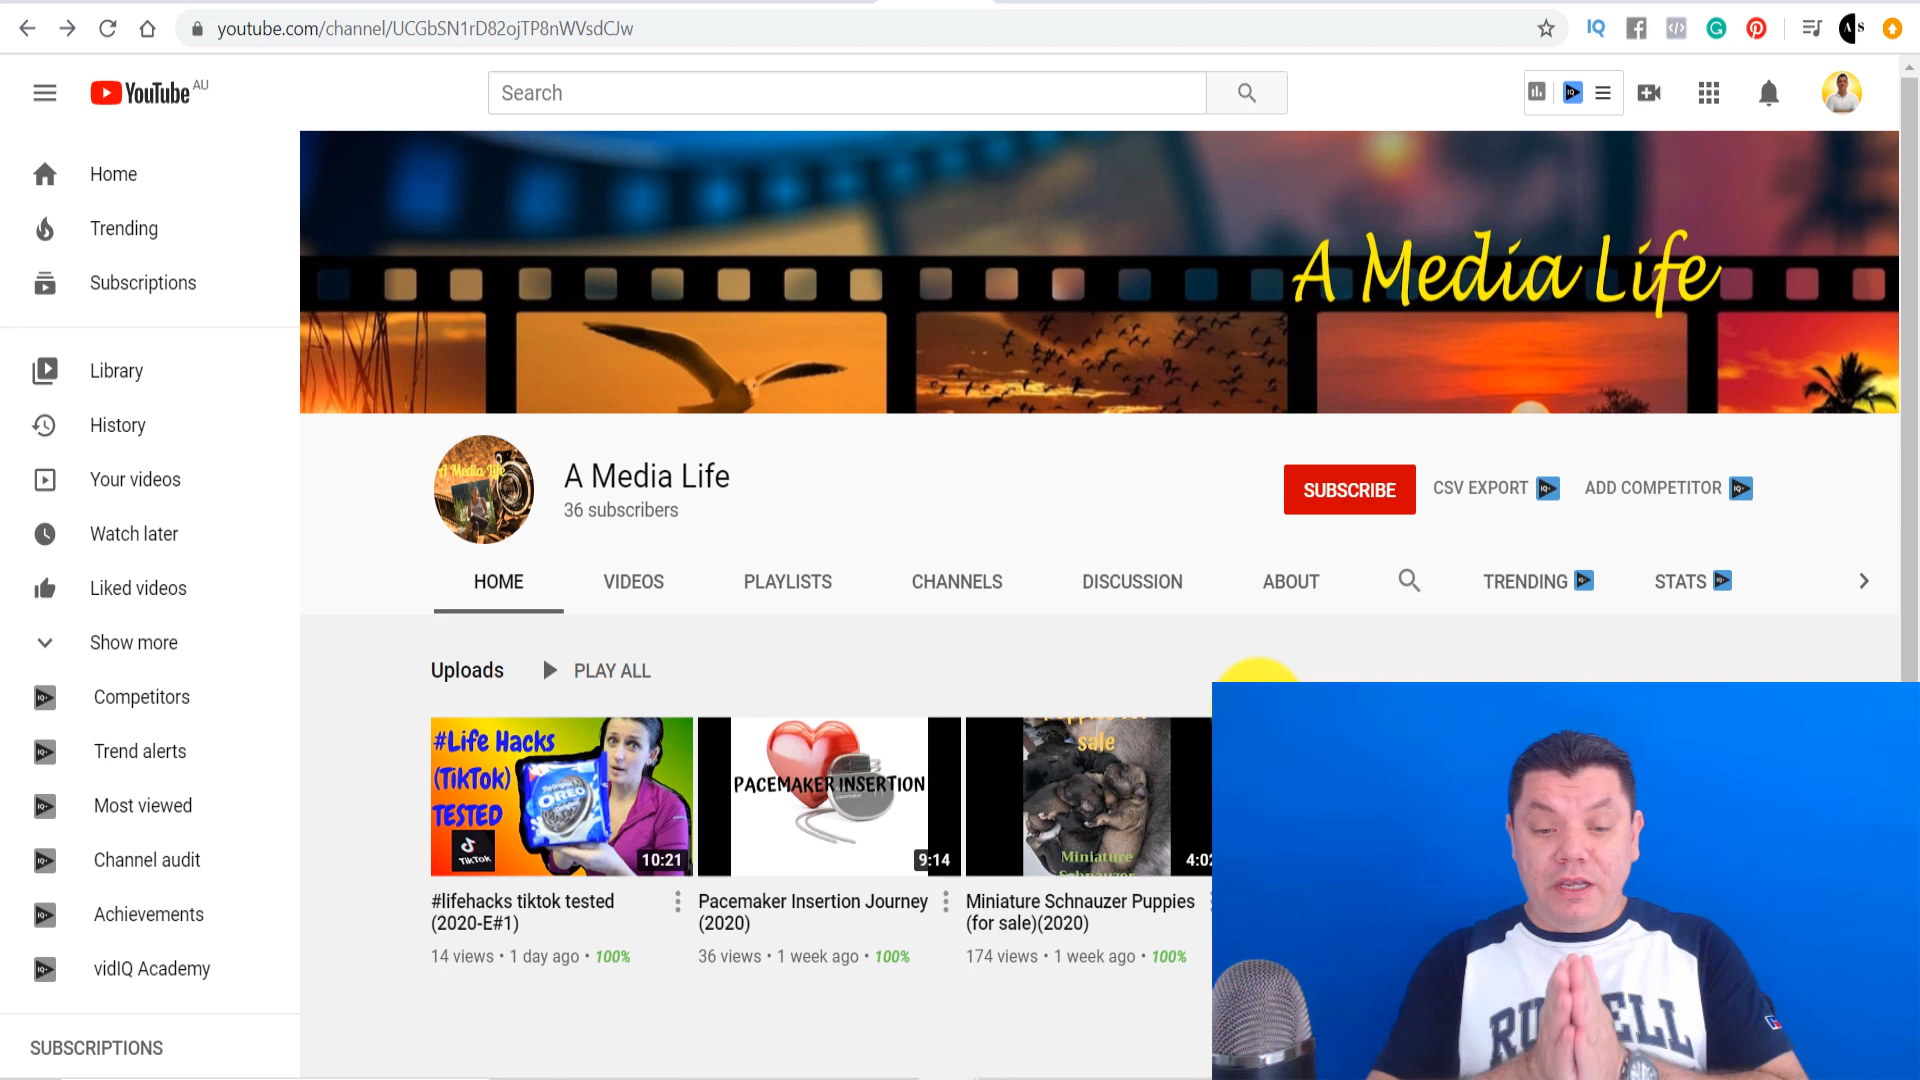 youtube.com/channel/UCGbSN1rD82ojTP8nWVsdCJw
IQ
A S
YouTube AU
Search
Home
Trending
Subscriptions
Library
History
Your videos
Watch later
Liked videos
Show more
Competitors
Trend alerts
Most viewed
Channel audit
Achievements
vidIQ Academy
SUBSCRIPTIONS
A Media Life
A Media Life
A Media Life
36 subscribers
SUBSCRIBE
CSV EXPORT
ADD COMPETITOR
HOME VIDEOS PLAYLISTS CHANNELS DISCUSSION ABOUT TRENDING STATS
Uploads PLAY ALL
#Life Hacks
(TikTok)
TESTED
OREO
TikTok
10:21
#lifehacks tiktok tested
(2020-E#1)
14 views • 1 day ago • 100%
PACEMAKER INSERTION
9:14
Pacemaker Insertion Journey
(2020)
36 views • 1 week ago • 100%
sale
Miniature
Schnauzer
4:02
Miniature Schnauzer Puppies
(for sale)(2020)
174 views • 1 week ago • 100%